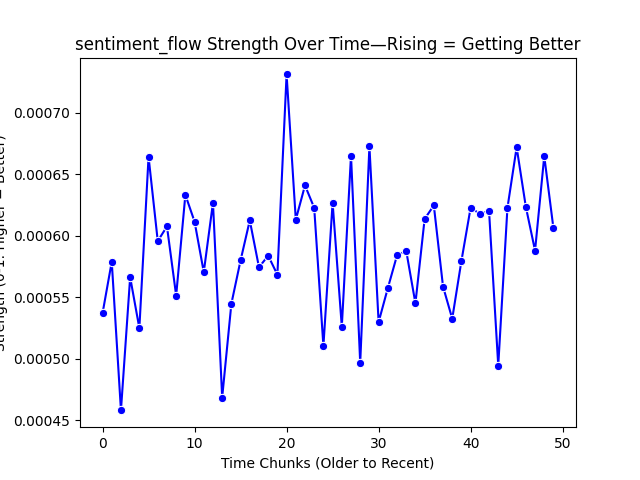 sentiment_flow Strength Over Time—Rising = Getting Better
Strength (0-1: Higher = Better)
0.00070
0.00065
0.00060
0.00055
0.00050
0.00045
0 10 20 30 40 50
Time Chunks (Older to Recent)